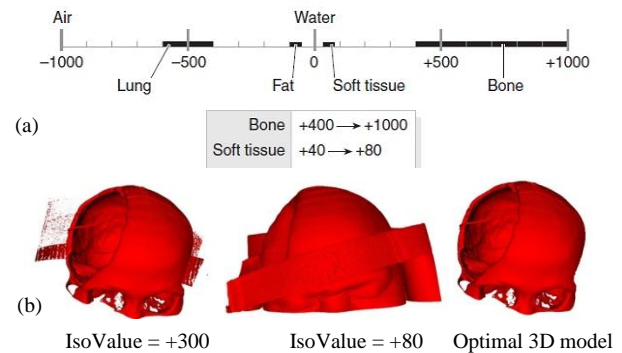 Air Water
−1000 −500 0 +500 +1000
Lung Fat Soft tissue Bone
(a)
Bone +400 → +1000
Soft tissue +40 → +80
(b)
IsoValue = +300 IsoValue = +80 Optimal 3D model